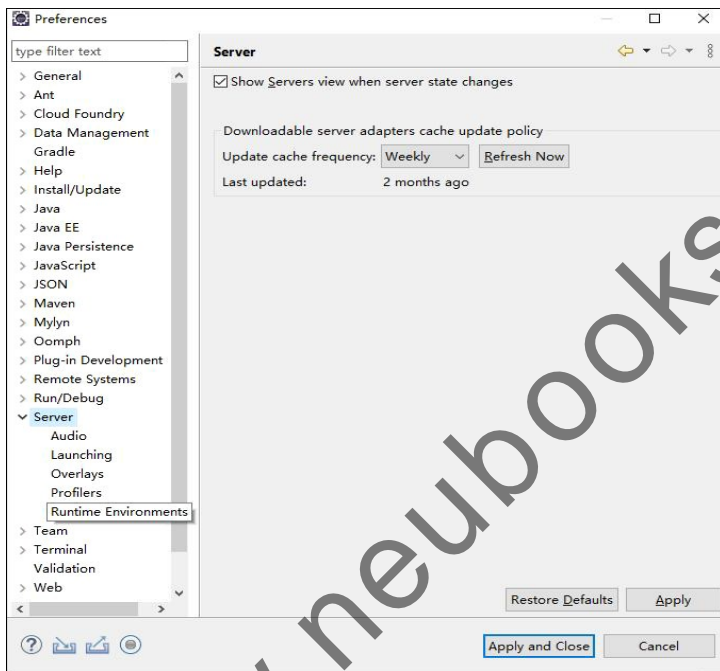 Preferences
type filter text
Server
General
Ant
Cloud Foundry
Data Management
Gradle
Help
Install/Update
Java
Java EE
Java Persistence
JavaScript
JSON
Maven
Mylyn
Oomph
Plug-in Development
Remote Systems
Run/Debug
Server
Audio
Launching
Overlays
Profilers
Runtime Environments
Team
Terminal
Validation
Web
Show Servers view when server state changes
Downloadable server adapters cache update policy
Update cache frequency: Weekly Refresh Now
Last updated: 2 months ago
Restore Defaults Apply
Apply and Close Cancel
neubooks